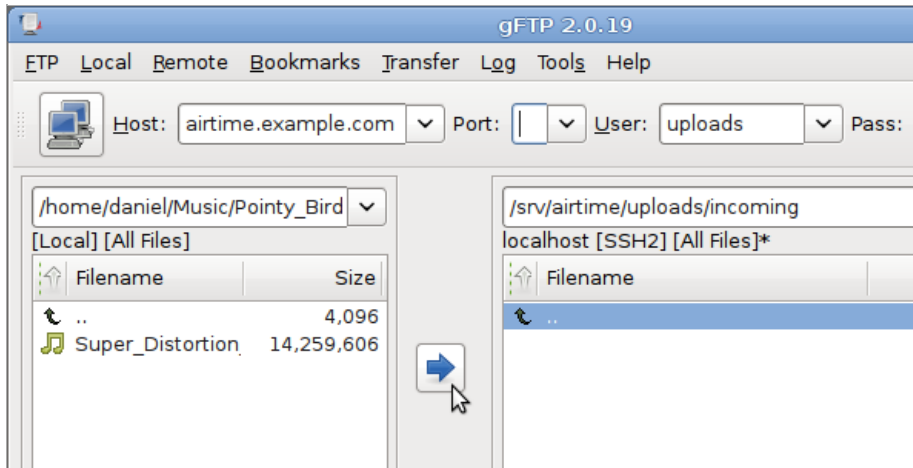 gFTP 2.0.19
FTP Local Remote Bookmarks Transfer Log Tools Help
Host: airtime.example.com Port: User: uploads Pass:
/home/daniel/Music/Pointy_Bird
[Local] [All Files]
Filename Size
.. 4,096
Super_Distortion_ 14,259,606
/srv/airtime/uploads/incoming
localhost [SSH2] [All Files]*
Filename
..